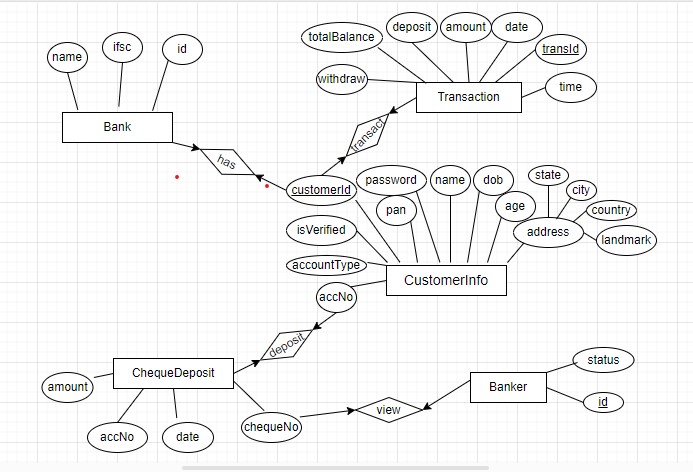 name
ifsc
id
totalBalance
deposit
amount
date
transId
withdraw
time
Transaction
Bank
transact
has
customerId
password
name
dob
state
city
country
landmark
pan
age
address
isVerified
accountType
CustomerInfo
accNo
deposit
ChequeDeposit
amount
accNo
date
chequeNo
view
Banker
status
id